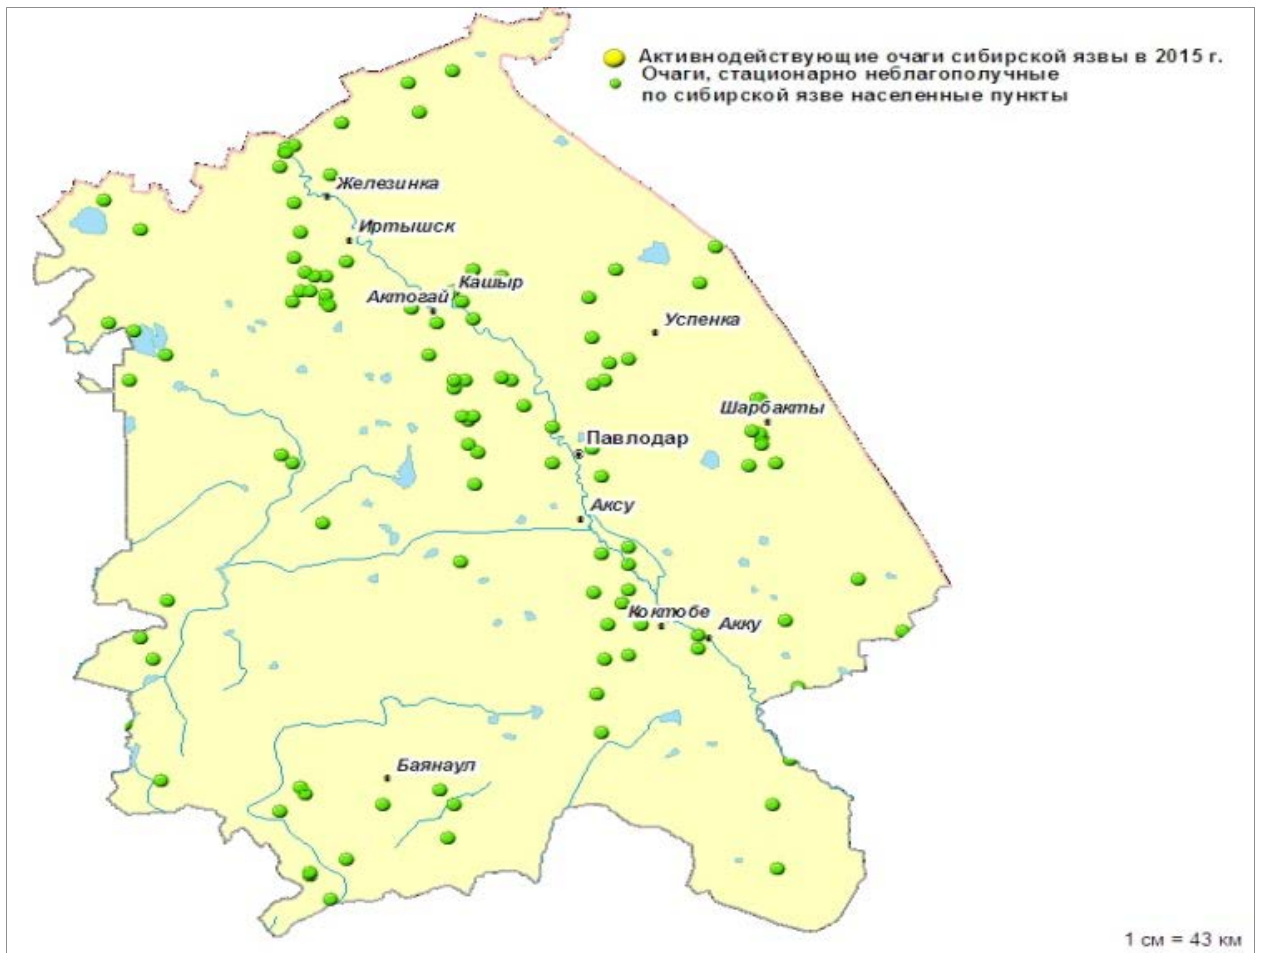 Активнодействующие очаги сибирской язвы в 2015 г.
Очаги, стационарно неблагополучные
по сибирской язве населенные пункты
Железинка
Иртышск
Кашыр
Актогай
Успенка
Шарбакты
Павлодар
Аксу
Коктобе
Акку
Баянаул
1 см = 43 км